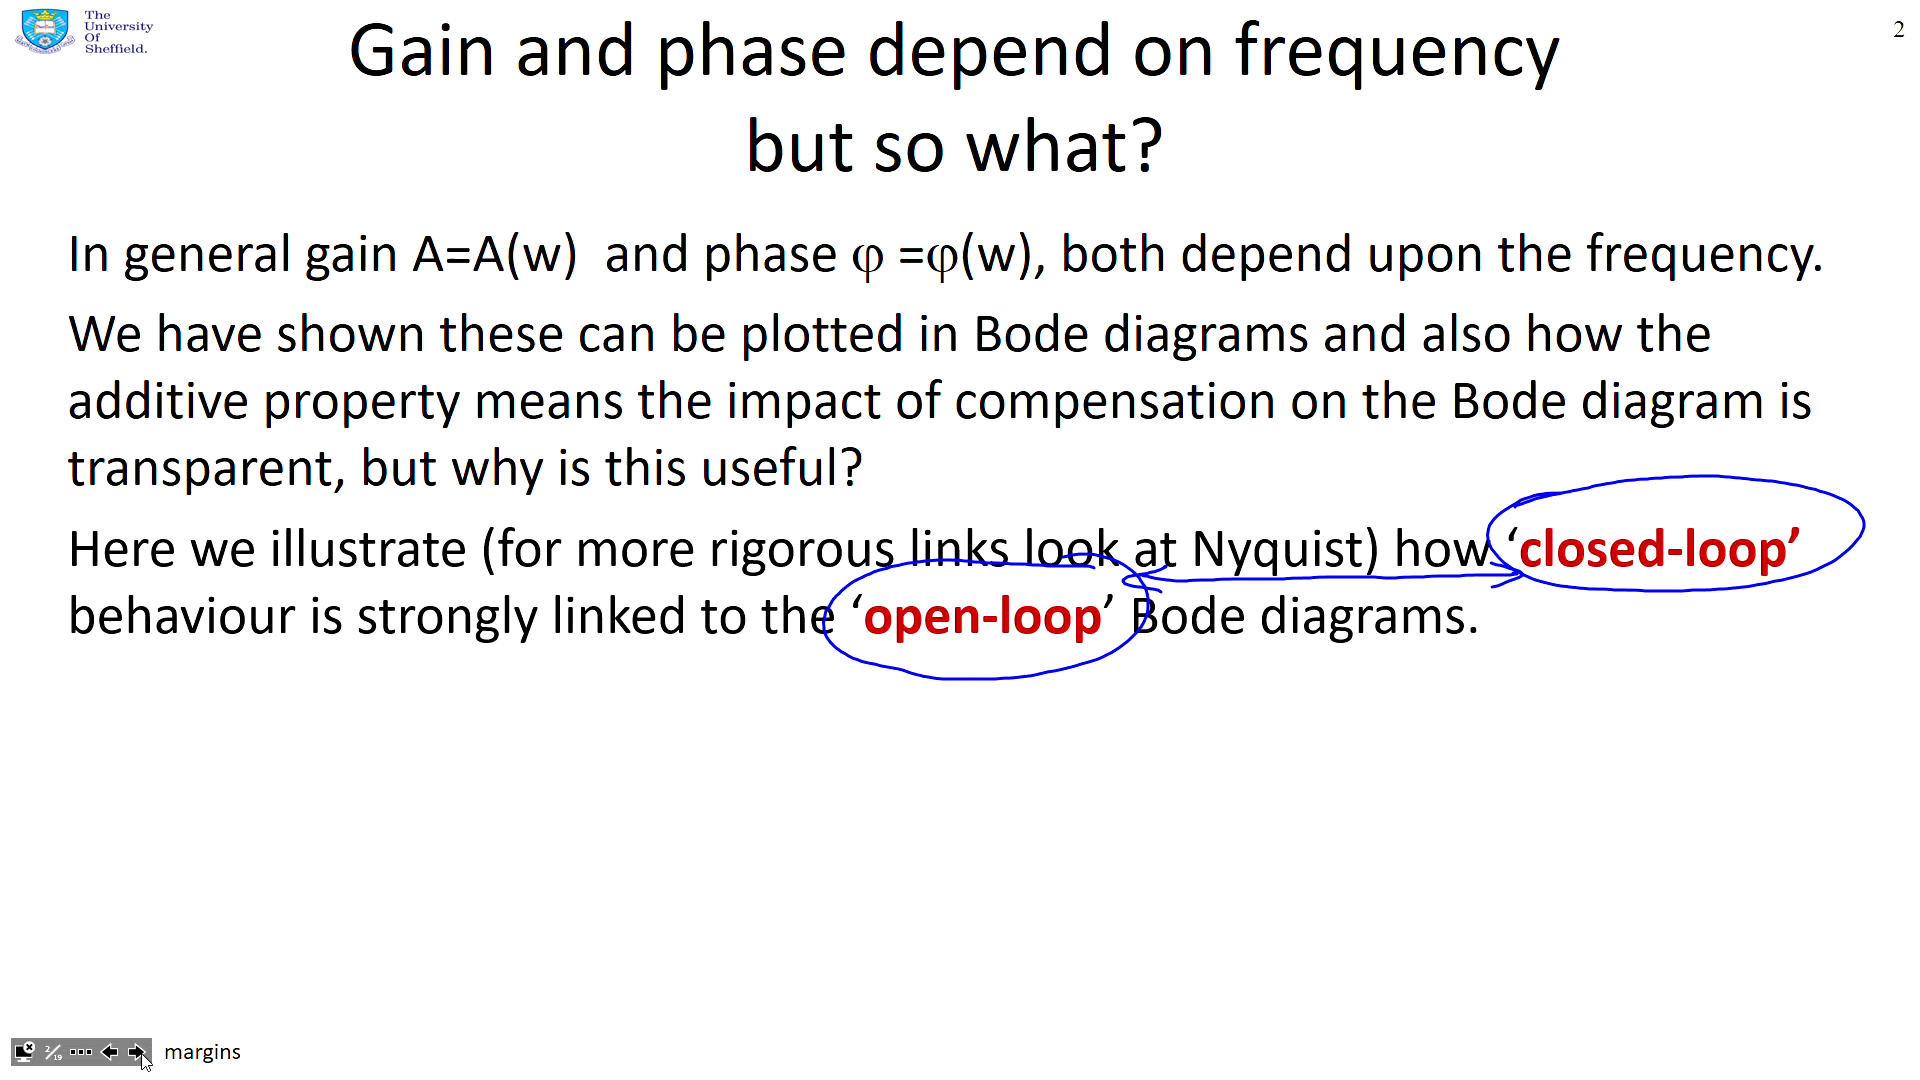 The
University
Of
Sheffield.
2
Gain and phase depend on frequency
but so what?
In general gain A=A(w) and phase φ =φ(w), both depend upon the frequency.
We have shown these can be plotted in Bode diagrams and also how the
additive property means the impact of compensation on the Bode diagram is
transparent, but why is this useful?
Here we illustrate (for more rigorous links look at Nyquist) how ‘closed-loop’
behaviour is strongly linked to the ‘open-loop’ Bode diagrams.
2/19
margins